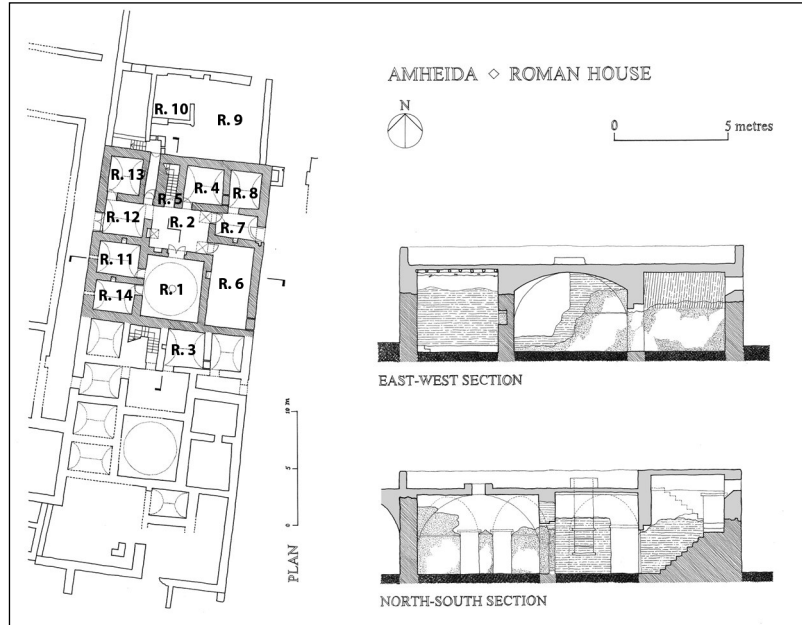 R. 10
R. 9
R. 13
R. 4
R. 8
R. 5
R. 12
R. 2
R. 7
R. 11
R. 6
R. 14
R. 1
R. 3
10 m
5
0
PLAN
AMHEIDA ◇ ROMAN HOUSE
N
0 5 metres
EAST-WEST SECTION
NORTH-SOUTH SECTION